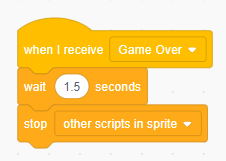 when I receive Game Over
wait 1.5 seconds
stop other scripts in sprite